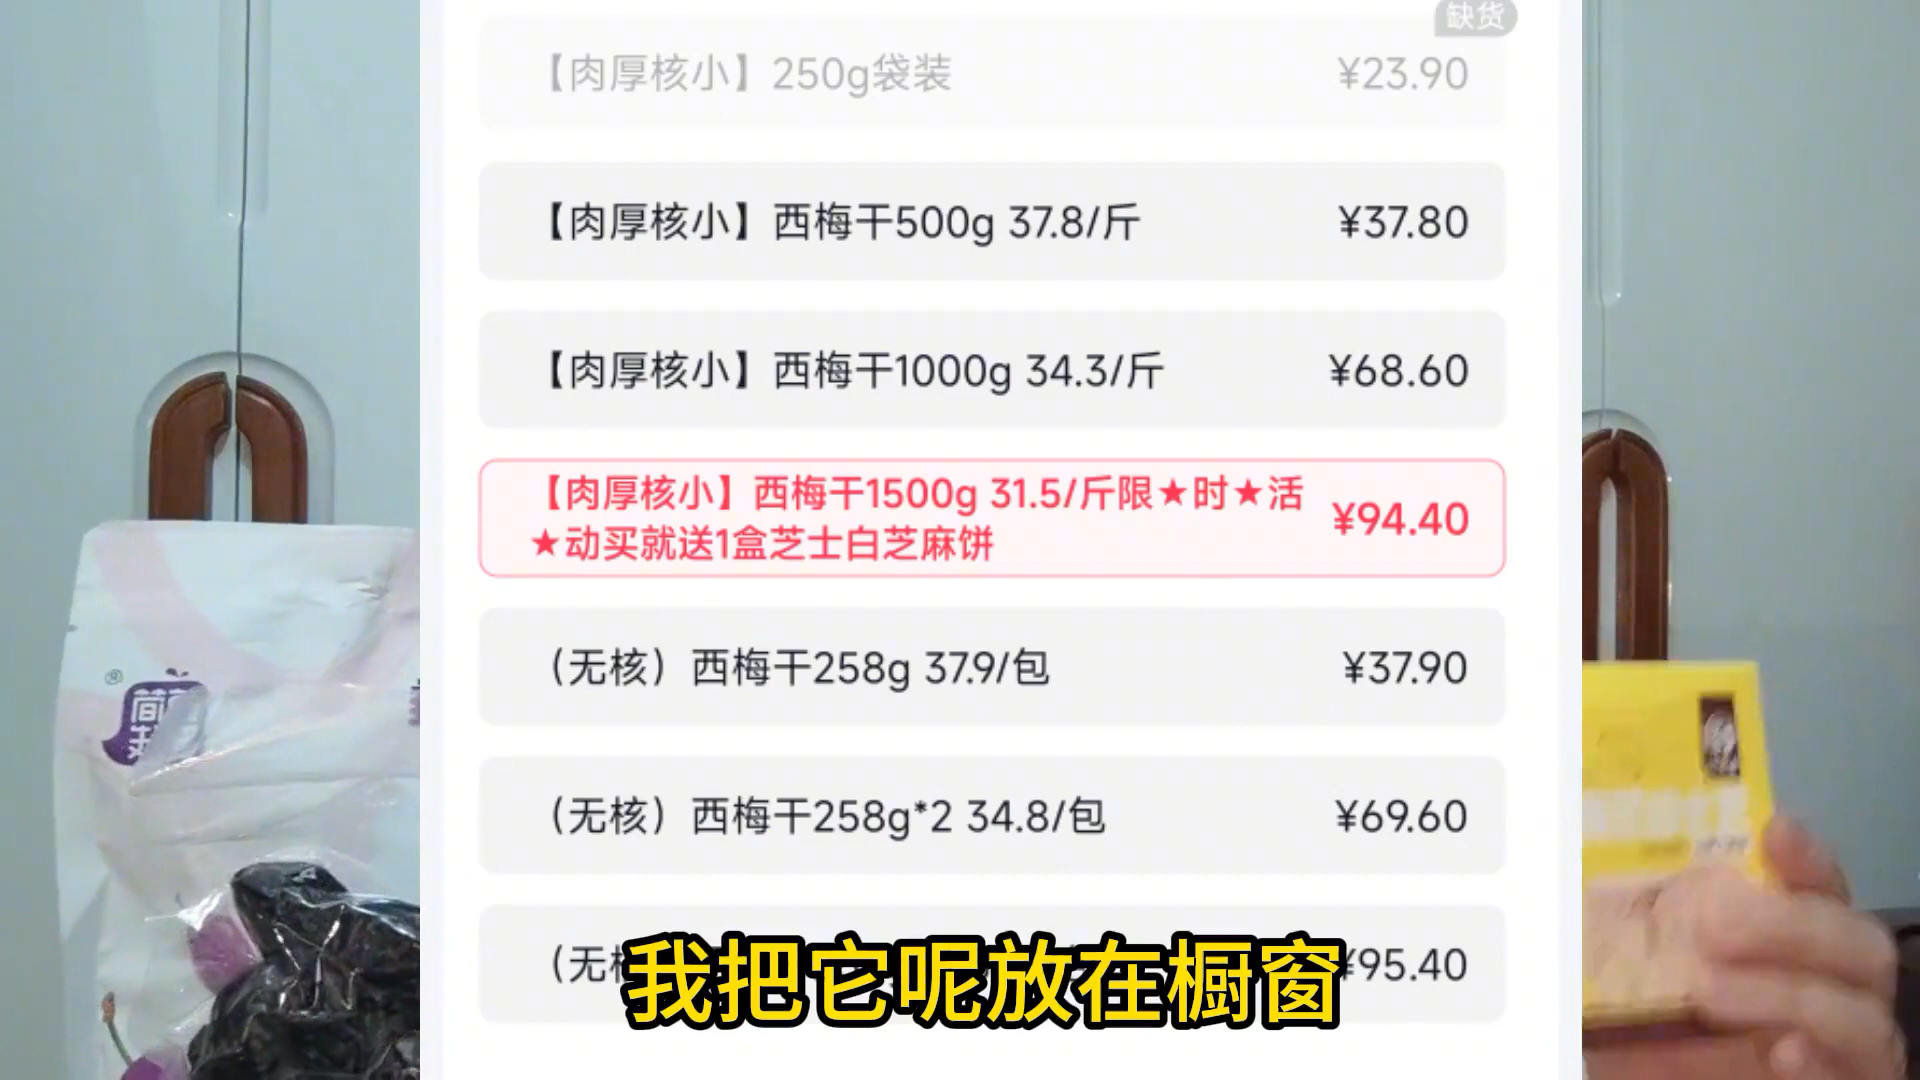 缺货
【肉厚核小】250g袋装 ¥23.90
【肉厚核小】西梅干500g 37.8/斤 ¥37.80
【肉厚核小】西梅干1000g 34.3/斤 ¥68.60
【肉厚核小】西梅干1500g 31.5/斤限★时★活
★动买就送1盒芝士白芝麻饼 ¥94.40
（无核）西梅干258g 37.9/包 ¥37.90
（无核）西梅干258g*2 34.8/包 ¥69.60
（无 ¥95.40
我把它呢放在橱窗